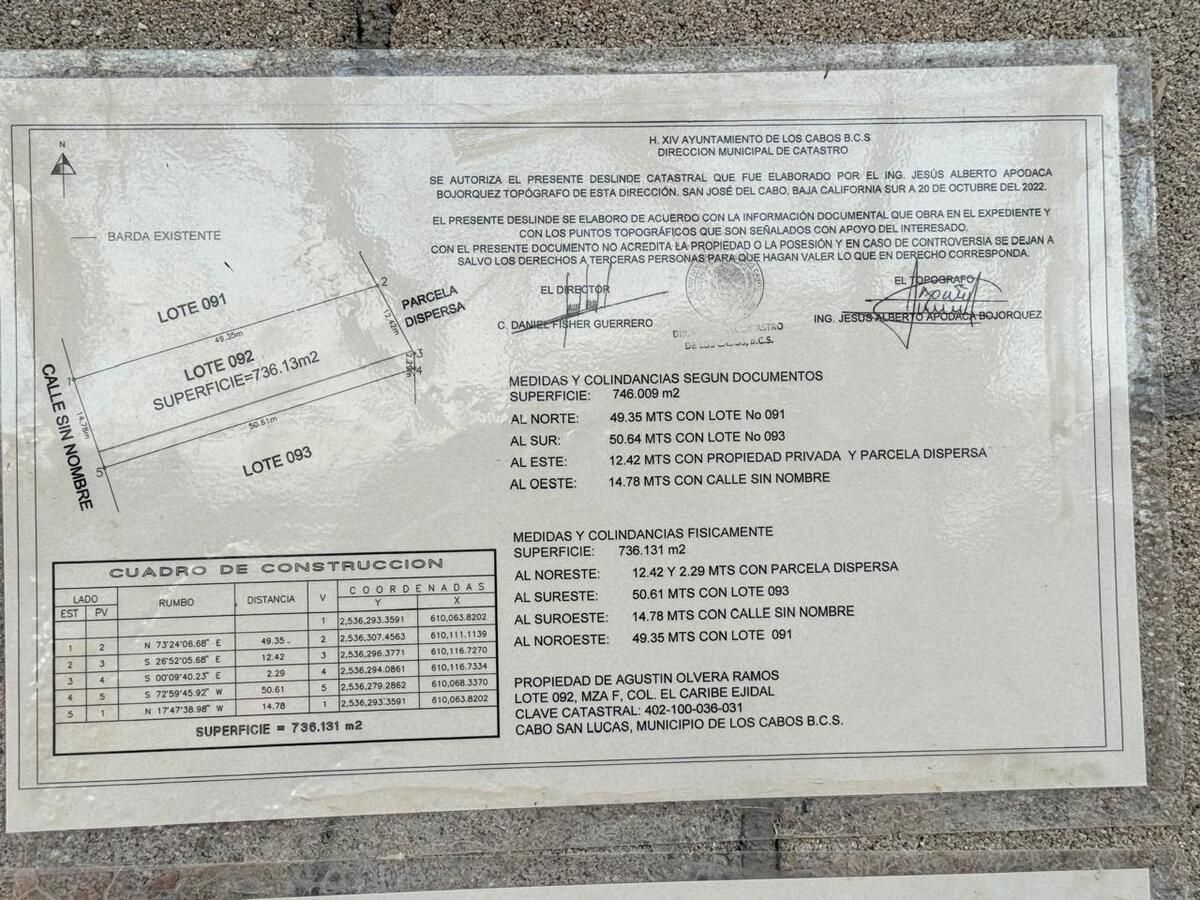 H. XIV AYUNTAMIENTO DE LOS CABOS B.C.S
DIRECCION MUNICIPAL DE CATASTRO
SE AUTORIZA EL PRESENTE DESLINDE CATASTRAL QUE FUE ELABORADO POR EL ING. JESÚS ALBERTO APODACA
BOJORQUEZ TOPÓGRAFO DE ESTA DIRECCIÓN. SAN JOSÉ DEL CABO, BAJA CALIFORNIA SUR A 20 DE OCTUBRE DEL 2022.
EL PRESENTE DESLINDE SE ELABORO DE ACUERDO CON LA INFORMACIÓN DOCUMENTAL QUE OBRA EN EL EXPEDIENTE Y
CON LOS PUNTOS TOPOGRÁFICOS QUE SON SEÑALADOS CON APOYO DEL INTERESADO.
CON EL PRESENTE DOCUMENTO NO ACREDITA LA PROPIEDAD O LA POSESIÓN Y EN CASO DE CONTROVERSIA SE DEJAN A
SALVO LOS DERECHOS A TERCERAS PERSONAS PARA QUE HAGAN VALER LO QUE EN DERECHO CORRESPONDA.
EL DIRECTOR
C. DANIEL FISHER GUERRERO
EL TOPOGRAFO
ING. JESUS ALBERTO APODACA BOJORQUEZ
CATASTRO
B.C.S.
N
BARDA EXISTENTE
LOTE 091
2
PARCELA
DISPERSA
49.35m
12.42m
LOTE 092
SUPERFICIE=736.13m2
3
2.29m
4
1
CALLE SIN NOMBRE
14.78m
50.61m
5
LOTE 093
MEDIDAS Y COLINDANCIAS SEGUN DOCUMENTOS
SUPERFICIE: 746.009 m2
AL NORTE: 49.35 MTS CON LOTE No 091
AL SUR: 50.64 MTS CON LOTE No 093
AL ESTE: 12.42 MTS CON PROPIEDAD PRIVADA Y PARCELA DISPERSA
AL OESTE: 14.78 MTS CON CALLE SIN NOMBRE
MEDIDAS Y COLINDANCIAS FISICAMENTE
SUPERFICIE: 736.131 m2
AL NORESTE: 12.42 Y 2.29 MTS CON PARCELA DISPERSA
AL SURESTE: 50.61 MTS CON LOTE 093
AL SUROESTE: 14.78 MTS CON CALLE SIN NOMBRE
AL NOROESTE: 49.35 MTS CON LOTE 091
PROPIEDAD DE AGUSTIN OLVERA RAMOS
LOTE 092, MZA F, COL. EL CARIBE EJIDAL
CLAVE CATASTRAL: 402-100-036-031
CABO SAN LUCAS, MUNICIPIO DE LOS CABOS B.C.S.
CUADRO DE CONSTRUCCION
LADO RUMBO DISTANCIA V COORDENADAS
EST PV Y X
1 2,536,293.3591 610,063.8202
1 2 N 73°24'06.68" E 49.35 2 2,536,307.4563 610,111.1139
2 3 S 26°52'05.68" E 12.42 3 2,536,296.3771 610,116.7270
3 4 S 00°09'40.23" E 2.29 4 2,536,294.0861 610,116.7334
4 5 S 72°59'45.92" W 50.61 5 2,536,279.2862 610,068.3370
5 1 N 17°47'38.98" W 14.78 1 2,536,293.3591 610,063.8202
SUPERFICIE = 736.131 m2